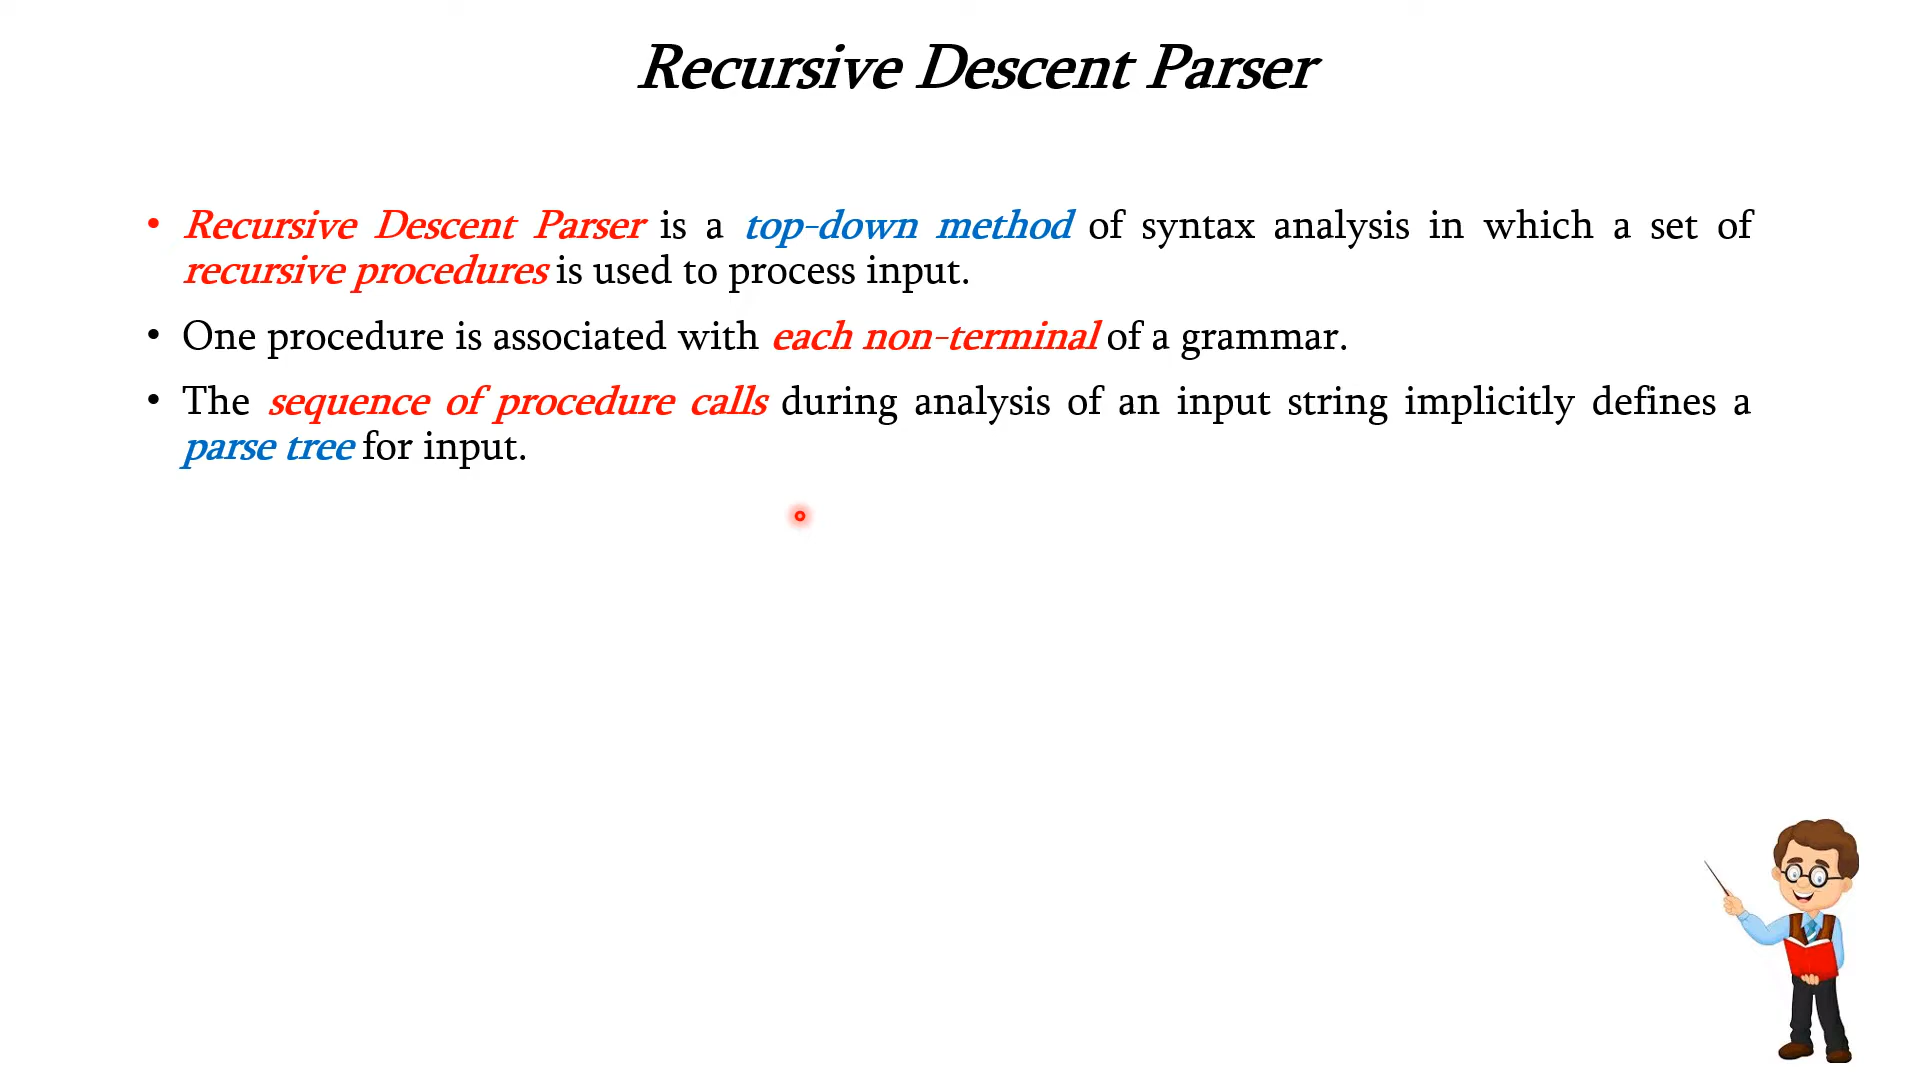 Recursive Descent Parser
• Recursive Descent Parser is a top-down method of syntax analysis in which a set of
recursive procedures is used to process input.
• One procedure is associated with each non-terminal of a grammar.
• The sequence of procedure calls during analysis of an input string implicitly defines a
parse tree for input.